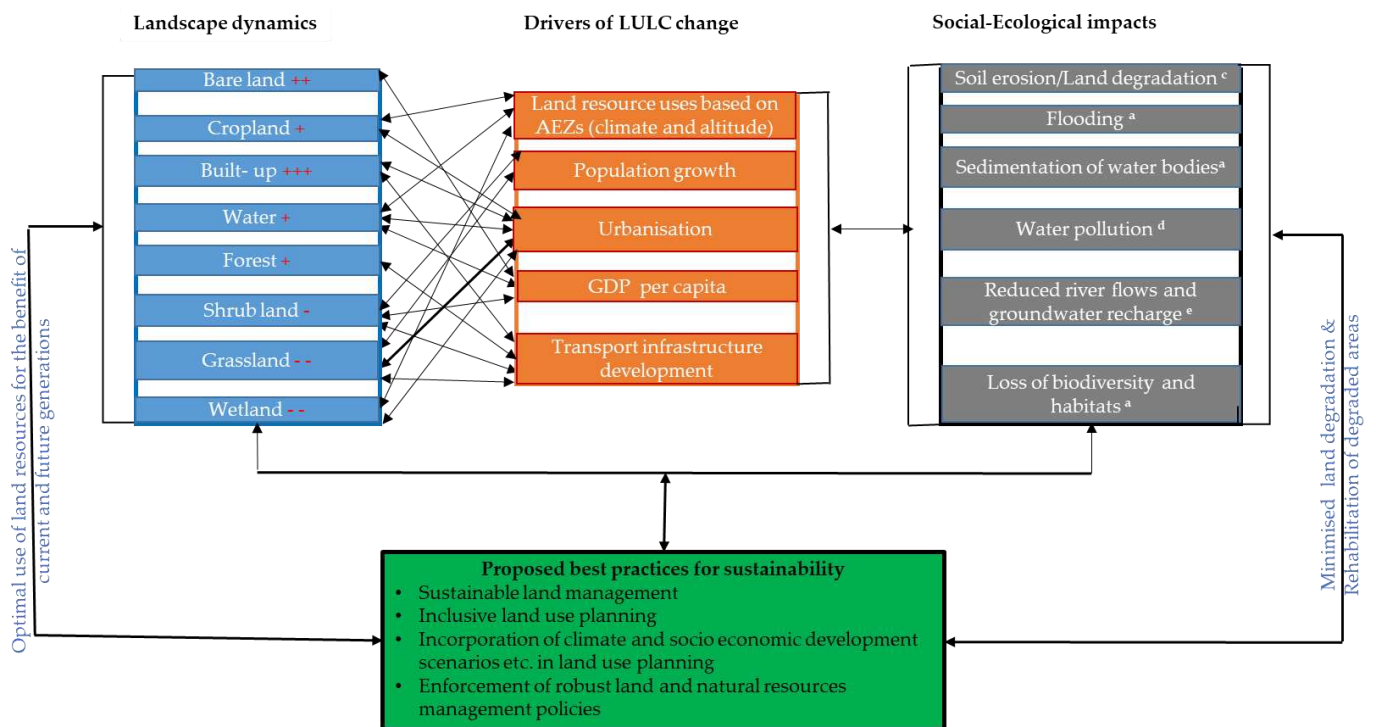 Landscape dynamics
Drivers of LULC change
Social-Ecological impacts
Bare land ++
Cropland +
Built- up +++
Water +
Forest +
Shrub land -
Grassland - -
Wetland - -
Land resource uses based on
AEZs (climate and altitude)
Population growth
Urbanisation
GDP per capita
Transport infrastructure
development
Soil erosion/Land degradation ᶜ
Flooding ᵃ
Sedimentation of water bodiesᵃ
Water pollution ᵈ
Reduced river flows and
groundwater recharge ᵉ
Loss of biodiversity and
habitats ᵃ
Optimal use of land resources for the benefit of
current and future generations
Minimised land degradation &
Rehabilitation of degraded areas
Proposed best practices for sustainability
• Sustainable land management
• Inclusive land use planning
• Incorporation of climate and socio economic development
scenarios etc. in land use planning
• Enforcement of robust land and natural resources
management policies